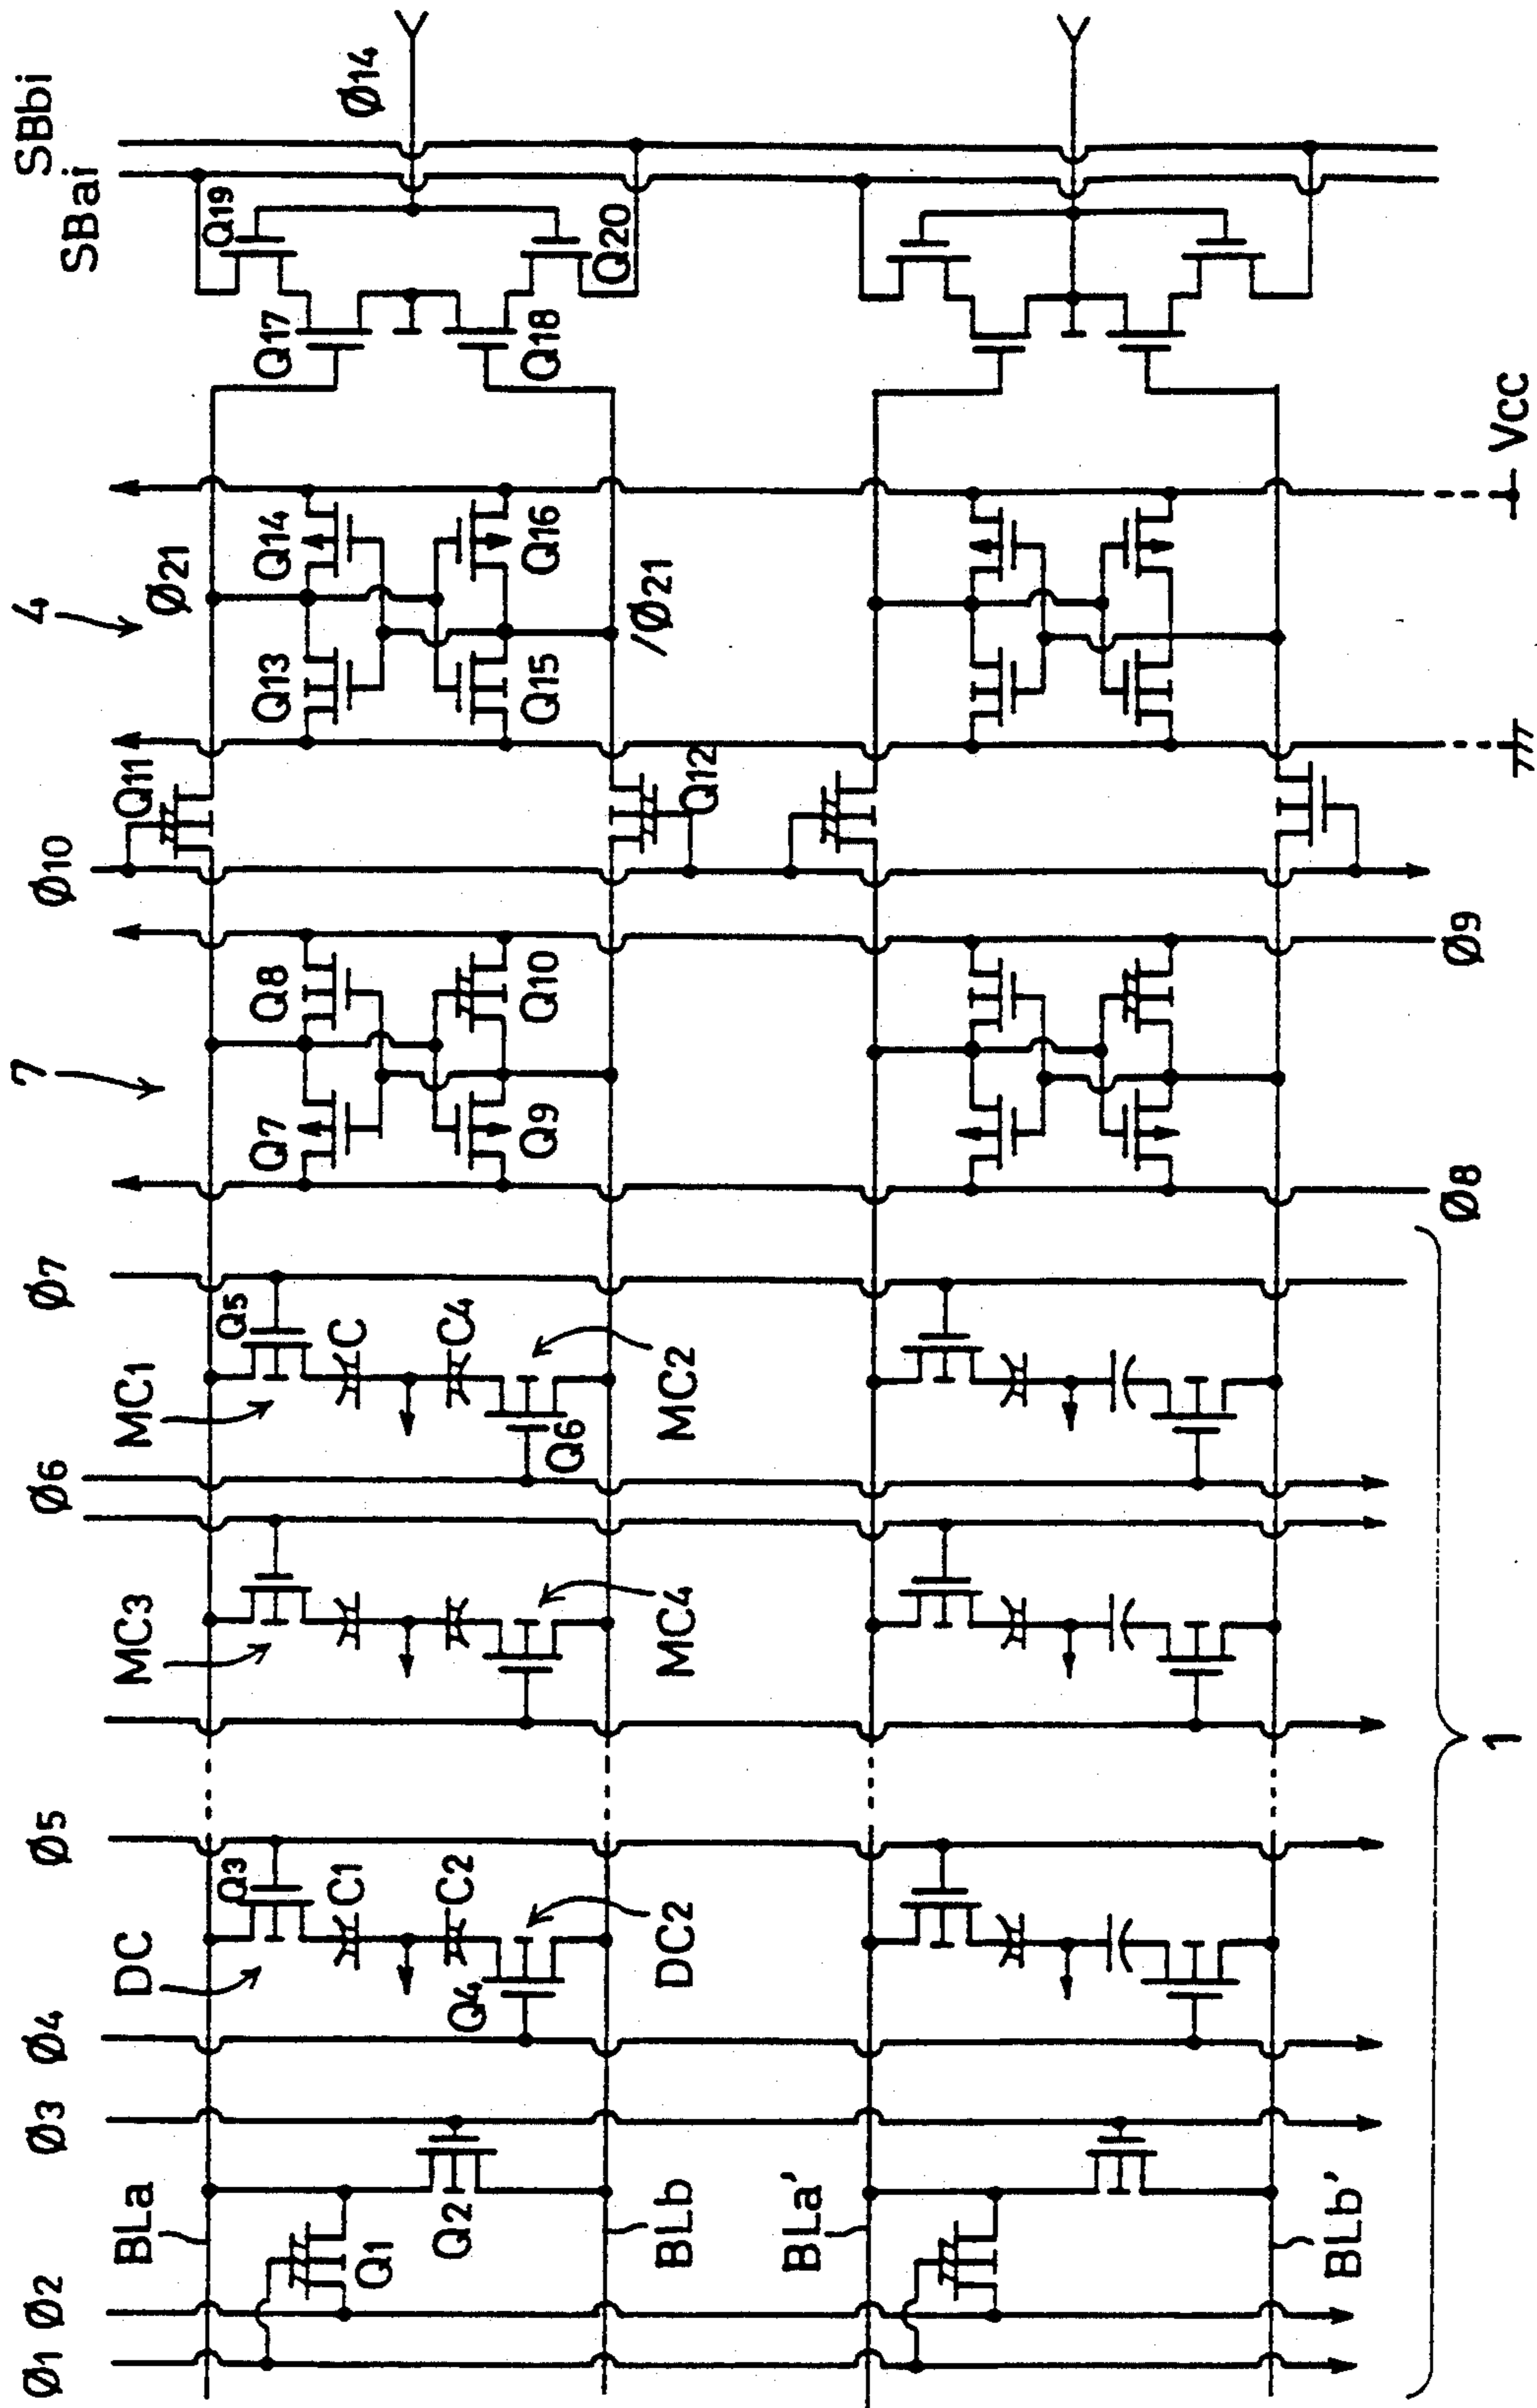 Ø1
Ø2
Ø3
Ø4
Ø5
Ø6
Ø7
Ø10
SBai
SBbi
BLa
DC
MC3
MC1
7
Q11
4
Ø21
Q1
Q2
Q3
C1
C2
Q4
Q5
C
C4
Q6
Q7
Q8
Q9
Q10
Q13
Q14
Q15
Q16
Q17
Q18
Q19
Q20
Ø14
BLb
DC2
MC4
MC2
Q12
/Ø21
BLa'
BLb'
Ø8
Ø9
Vcc
1